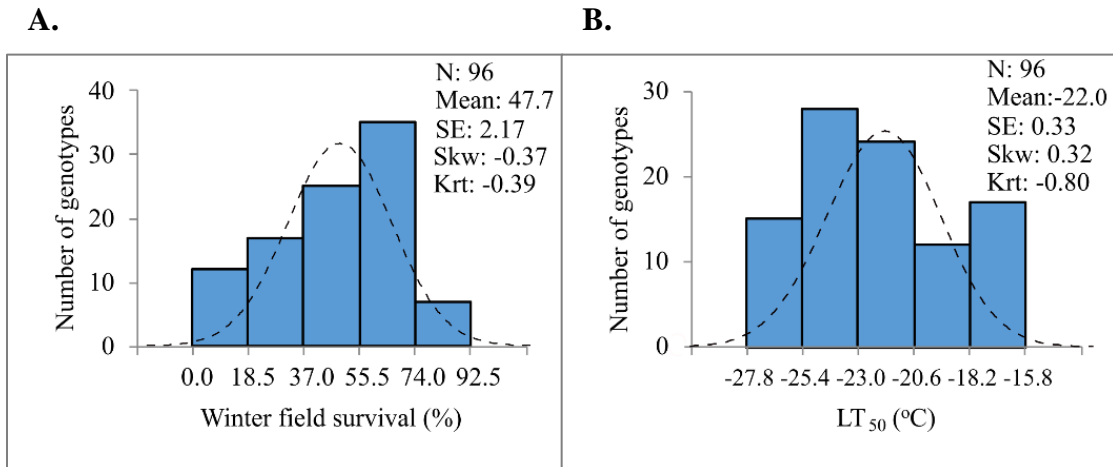 A.
B.
N: 96
Mean: 47.7
SE: 2.17
Skw: -0.37
Krt: -0.39
Number of genotypes
40
30
20
10
0
0.0 18.5 37.0 55.5 74.0 92.5
Winter field survival (%)
N: 96
Mean:-22.0
SE: 0.33
Skw: 0.32
Krt: -0.80
Number of genotypes
30
20
10
0
-27.8 -25.4 -23.0 -20.6 -18.2 -15.8
LT50 (oC)